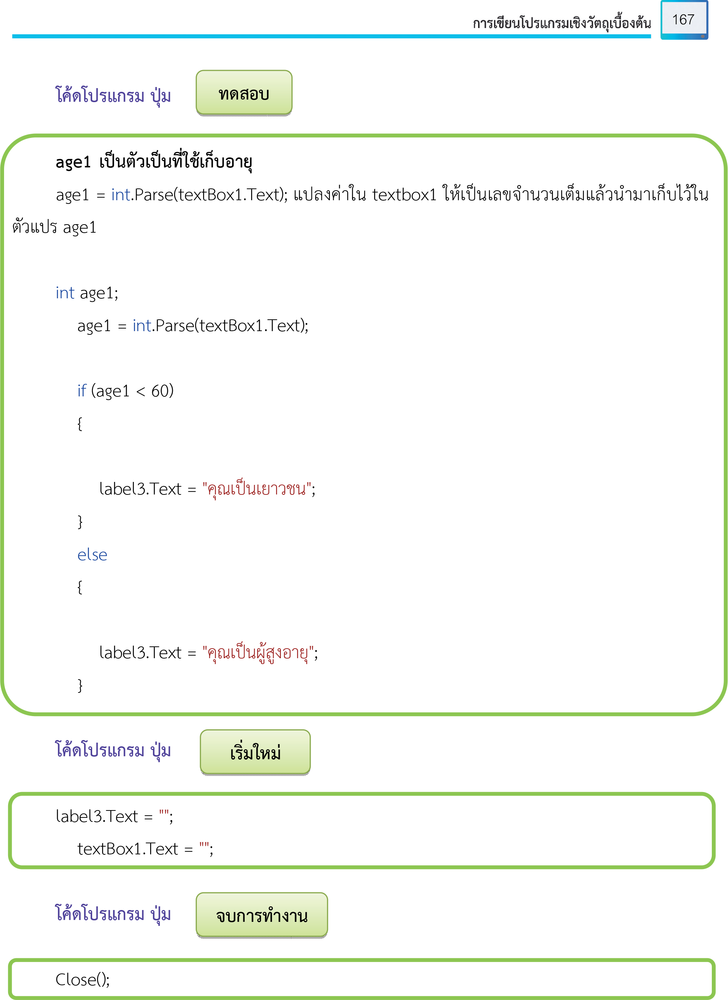 การเขียนโปรแกรมเชิงวัตถุเบื้องต้น 167
โค้ดโปรแกรม ปุ่ม ทดสอบ
age1 เป็นตัวเป็นที่ใช้เก็บอายุ
age1 = int.Parse(textBox1.Text); แปลงค่าใน textbox1 ให้เป็นเลขจำนวนเต็มแล้วนำมาเก็บไว้ใน
ตัวแปร age1
int age1;
age1 = int.Parse(textBox1.Text);
if (age1 < 60)
{
label3.Text = "คุณเป็นเยาวชน";
}
else
{
label3.Text = "คุณเป็นผู้สูงอายุ";
}
โค้ดโปรแกรม ปุ่ม เริ่มใหม่
label3.Text = "";
textBox1.Text = "";
โค้ดโปรแกรม ปุ่ม จบการทำงาน
Close();